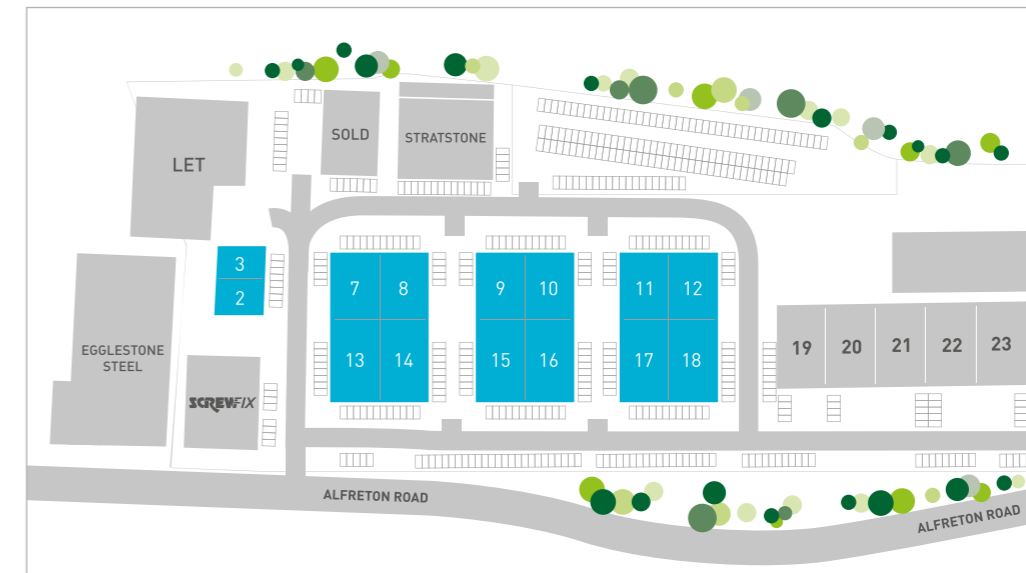 SOLD
STRATSTONE
LET
3
2
7
8
9
10
11
12
EGGLESTONE
STEEL
13
14
15
16
17
18
19
20
21
22
23
SCREWFIX
ALFRETON ROAD
ALFRETON ROAD